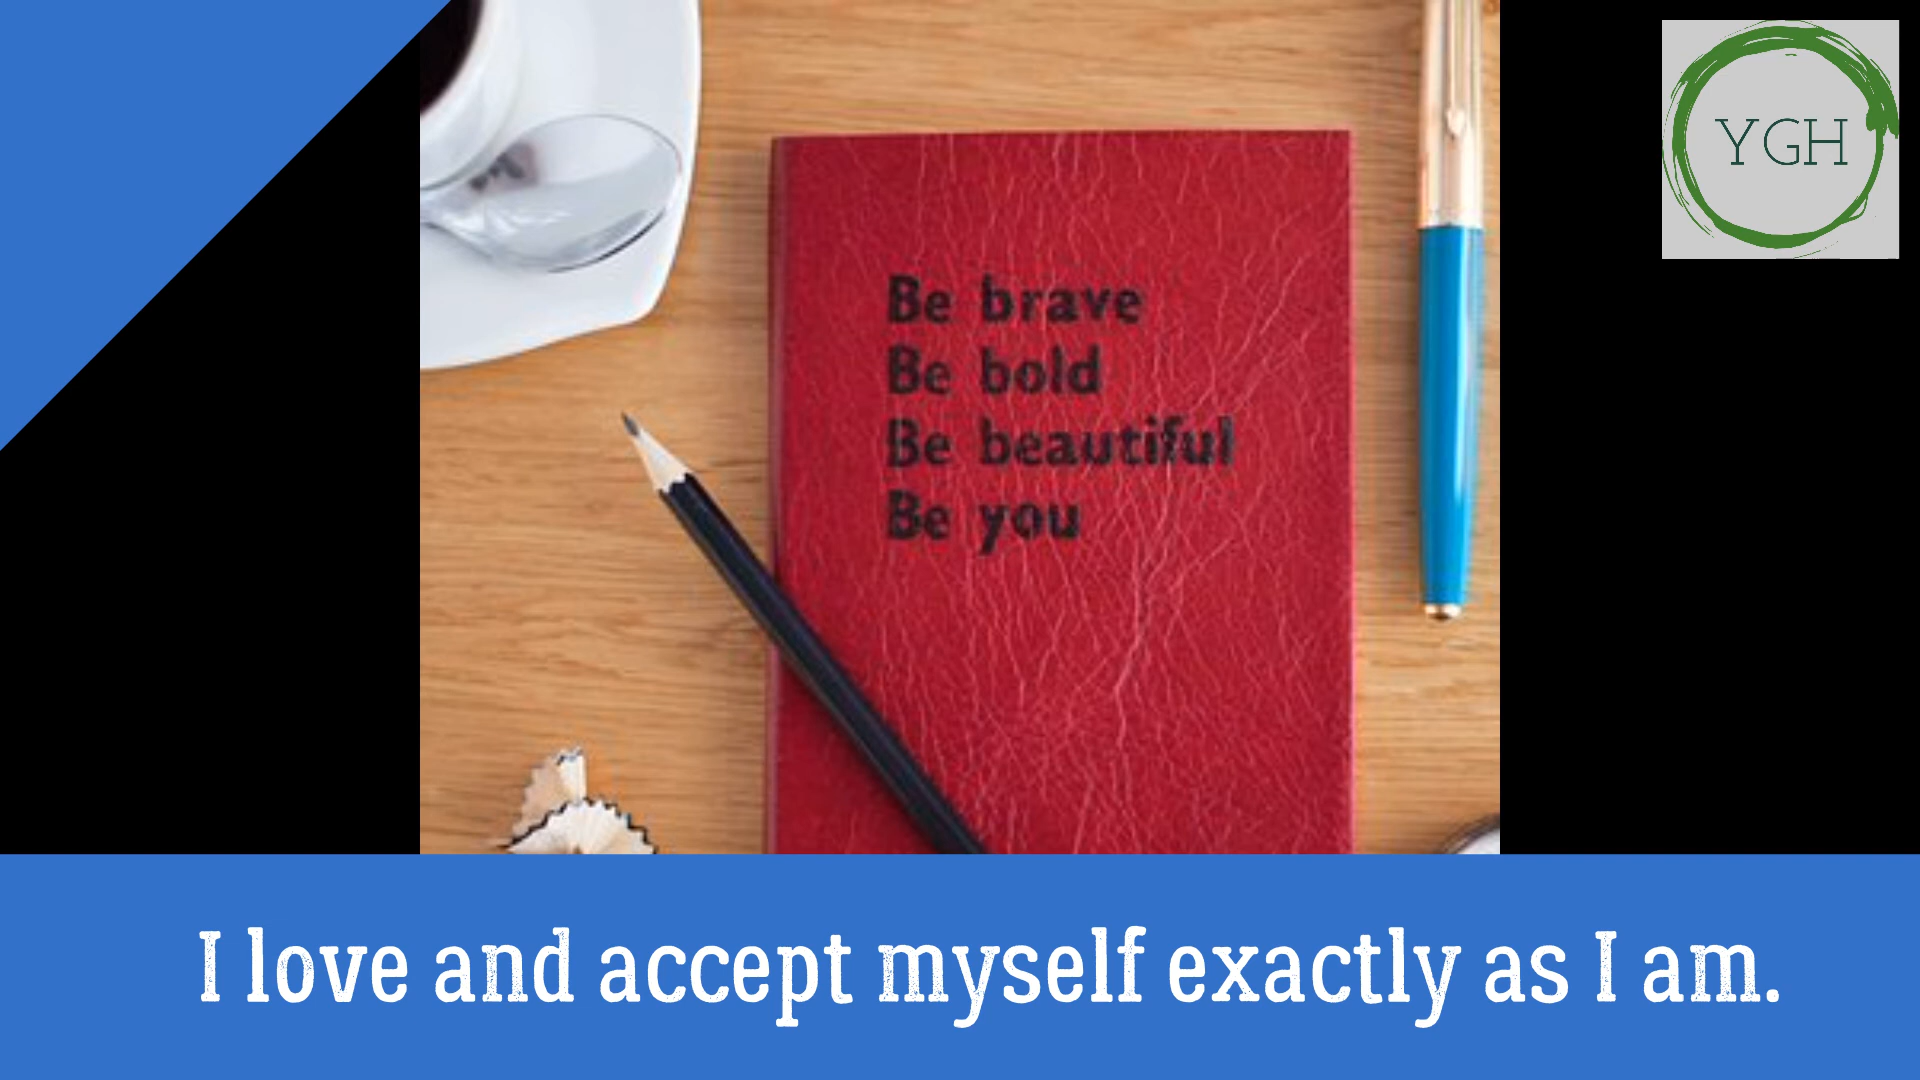 YGH
Be brave
Be bold
Be beautiful
Be you
I love and accept myself exactly as I am.